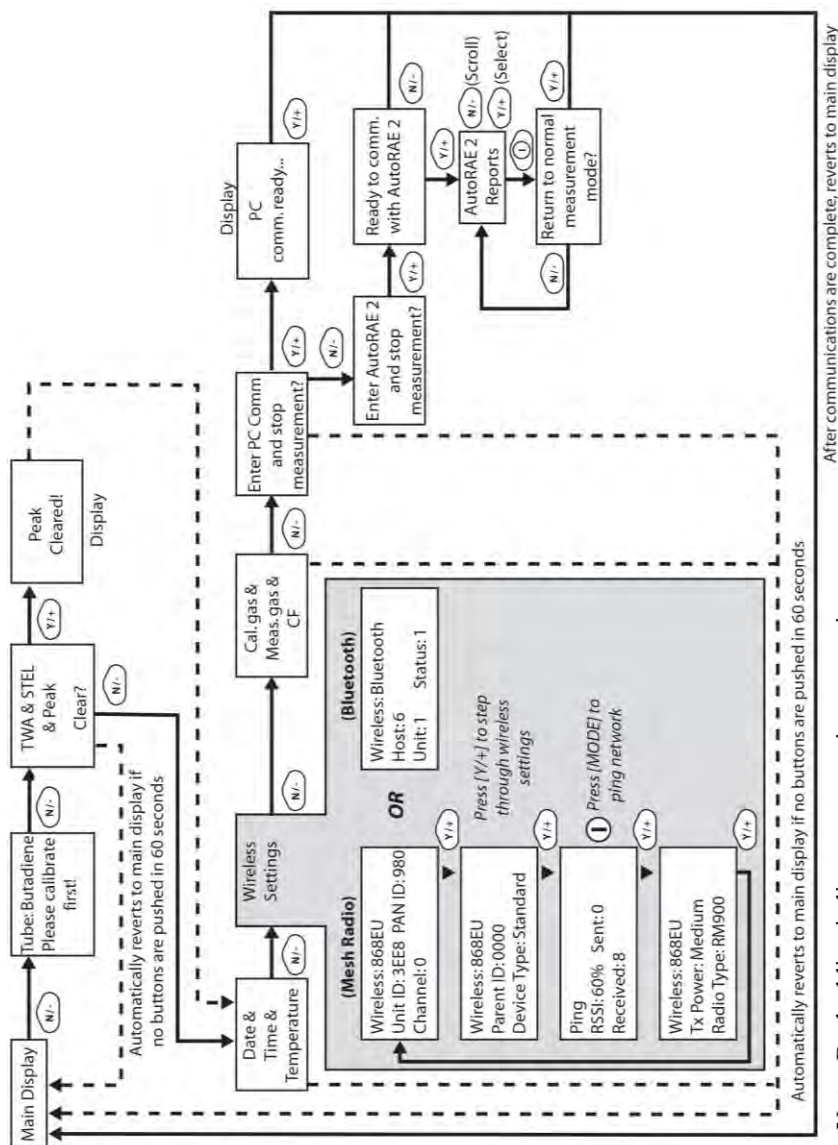 Main Display
N/-
Tube: Butadiene
Please calibrate
first!
N/-
TWA & STEL
& Peak
Clear?
Y/+
Peak
Cleared!
Display
N/-
Automatically reverts to main display if
no buttons are pushed in 60 seconds
Date &
Time &
Temperature
N/-
Wireless
Settings
N/-
Cal. gas &
Meas. gas &
CF
N/-
Enter PC Comm
and stop
measurement?
Y/+
Display
PC
comm. ready...
Y/+
N/-
Enter AutoRAE 2
and stop
measurement?
Y/+
Ready to comm.
with AutoRAE 2
N/-
Y/+
AutoRAE 2
Reports
N/- (Scroll)
Y/+ (Select)
Return to normal
measurement
mode?
N/-
Y/+
(Mesh Radio)
Wireless: 868EU
Unit ID: 3EE8 PAN ID: 980
Channel: 0
Y/+
Wireless: 868EU
Parent ID: 0000
Device Type: Standard
Y/+
Ping
RSSI: 60% Sent: 0
Received: 8
Y/+
Wireless: 868EU
Tx Power: Medium
Radio Type: RM900
Y/+
OR
(Bluetooth)
Wireless: Bluetooth
Host: 6 Status: 1
Unit: 1
Press [Y/+] to step
through wireless
settings
Press [MODE] to
ping network
Automatically reverts to main display if no buttons are pushed in 60 seconds
After communications are complete, reverts to main display